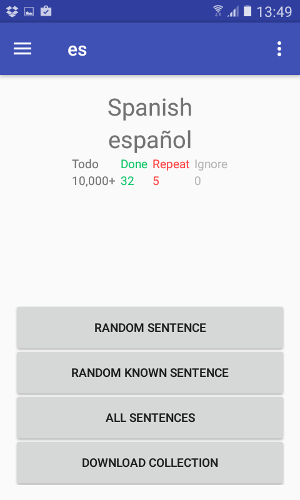 13:49
es
Spanish
español
Todo Done Repeat Ignore
10,000+ 32 5 0
RANDOM SENTENCE
RANDOM KNOWN SENTENCE
ALL SENTENCES
DOWNLOAD COLLECTION